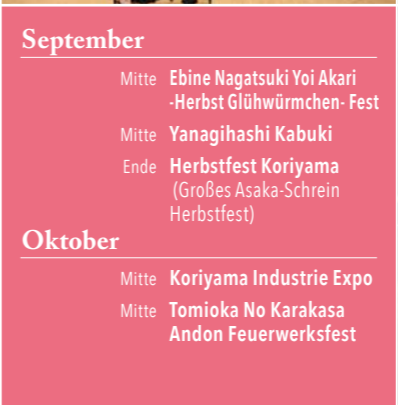 September
Mitte Ebine Nagatsuki Yoi Akari
-Herbst Glühwürmchen- Fest
Mitte Yanagihashi Kabuki
Ende Herbstfest Koriyama
(Großes Asaka-Schrein
Herbstfest)
Oktober
Mitte Koriyama Industrie Expo
Mitte Tomioka No Karakasa
Andon Feuerwerksfest